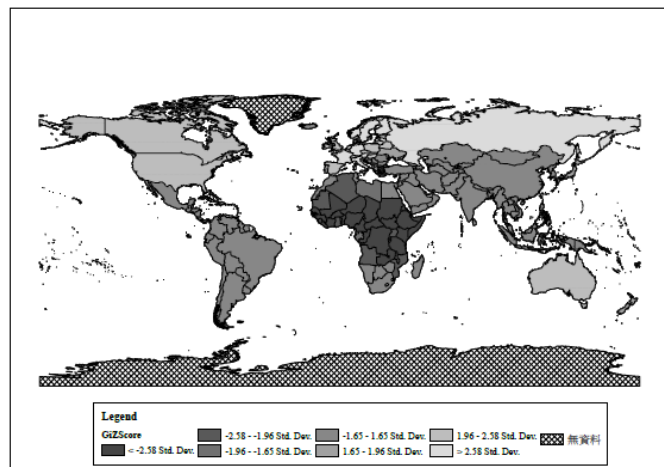 Legend
GiZScore
< -2.58 Std. Dev.
-2.58 - -1.96 Std. Dev.
-1.96 - -1.65 Std. Dev.
-1.65 - 1.65 Std. Dev.
1.65 - 1.96 Std. Dev.
1.96 - 2.58 Std. Dev.
> 2.58 Std. Dev.
無資料